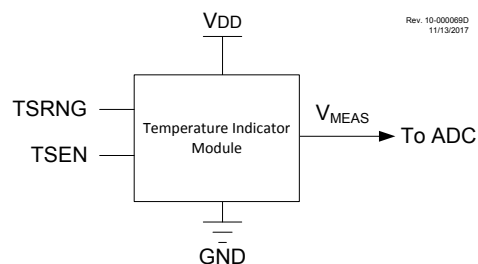 Rev. 10-000069D
11/13/2017
VDD
TSRNG
TSEN
Temperature Indicator
Module
VMEAS
To ADC
GND